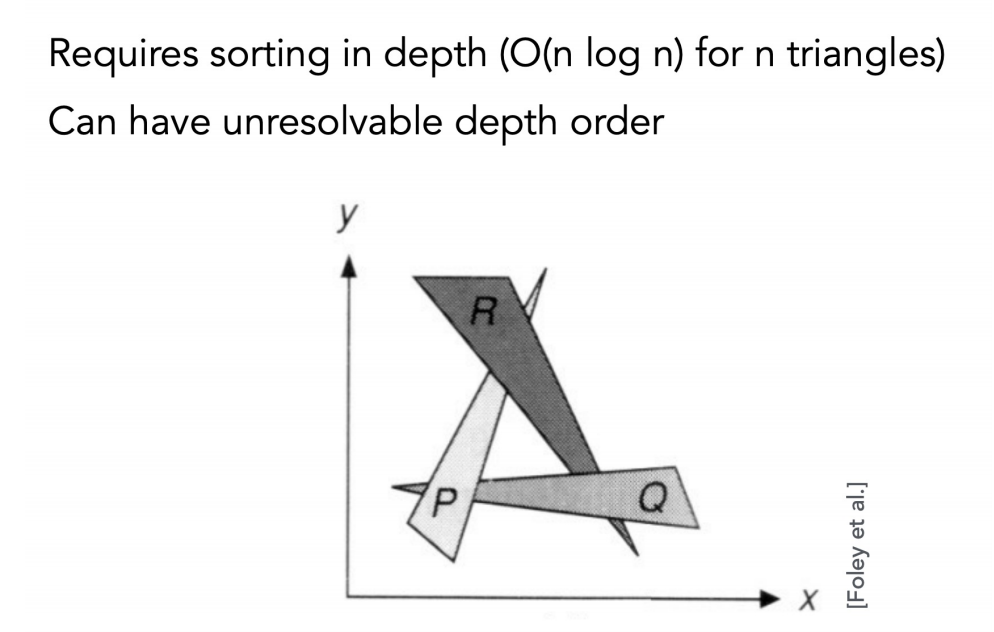 Requires sorting in depth (O(n log n) for n triangles)
Can have unresolvable depth order
y
R
P
Q
x
[Foley et al.]